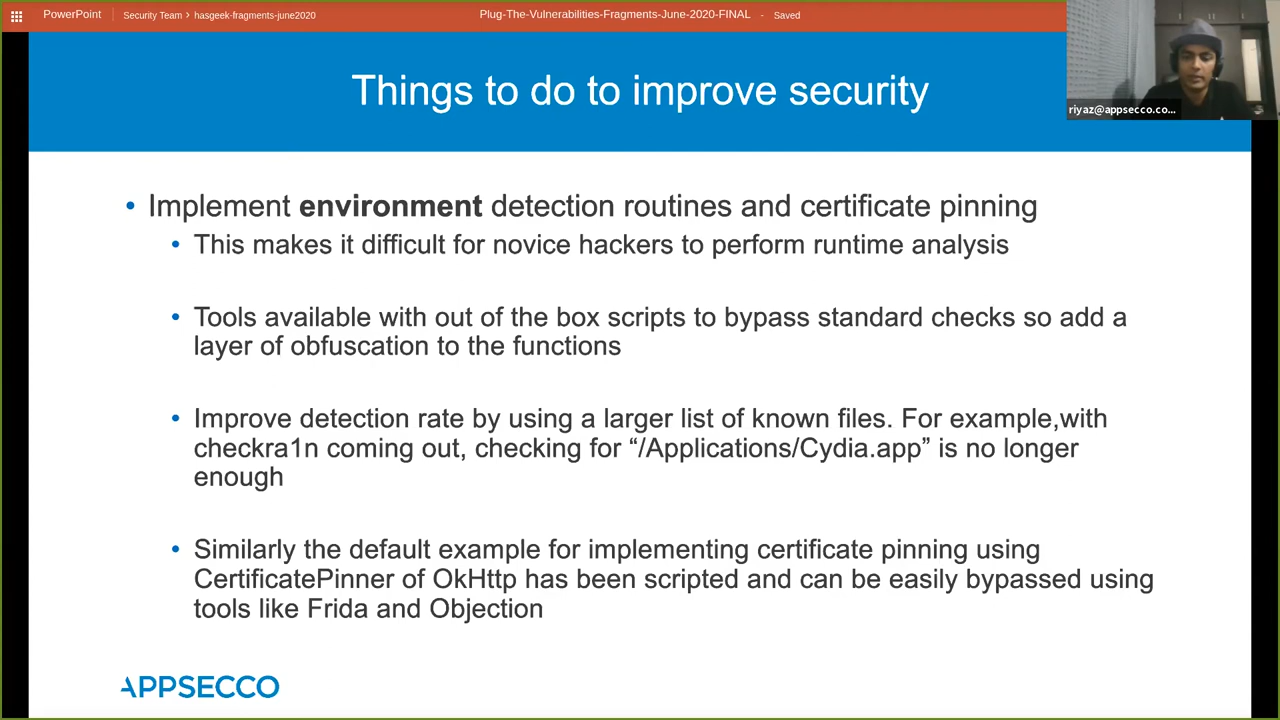 PowerPoint
Security Team > hasgeek-fragments-june2020
Plug-The-Vulnerabilities-Fragments-June-2020-FINAL - Saved
riyaz@appsecco.co...
Things to do to improve security
• Implement environment detection routines and certificate pinning
• This makes it difficult for novice hackers to perform runtime analysis
• Tools available with out of the box scripts to bypass standard checks so add a
layer of obfuscation to the functions
• Improve detection rate by using a larger list of known files. For example,with
checkra1n coming out, checking for “/Applications/Cydia.app” is no longer
enough
• Similarly the default example for implementing certificate pinning using
CertificatePinner of OkHttp has been scripted and can be easily bypassed using
tools like Frida and Objection
APPSECCO